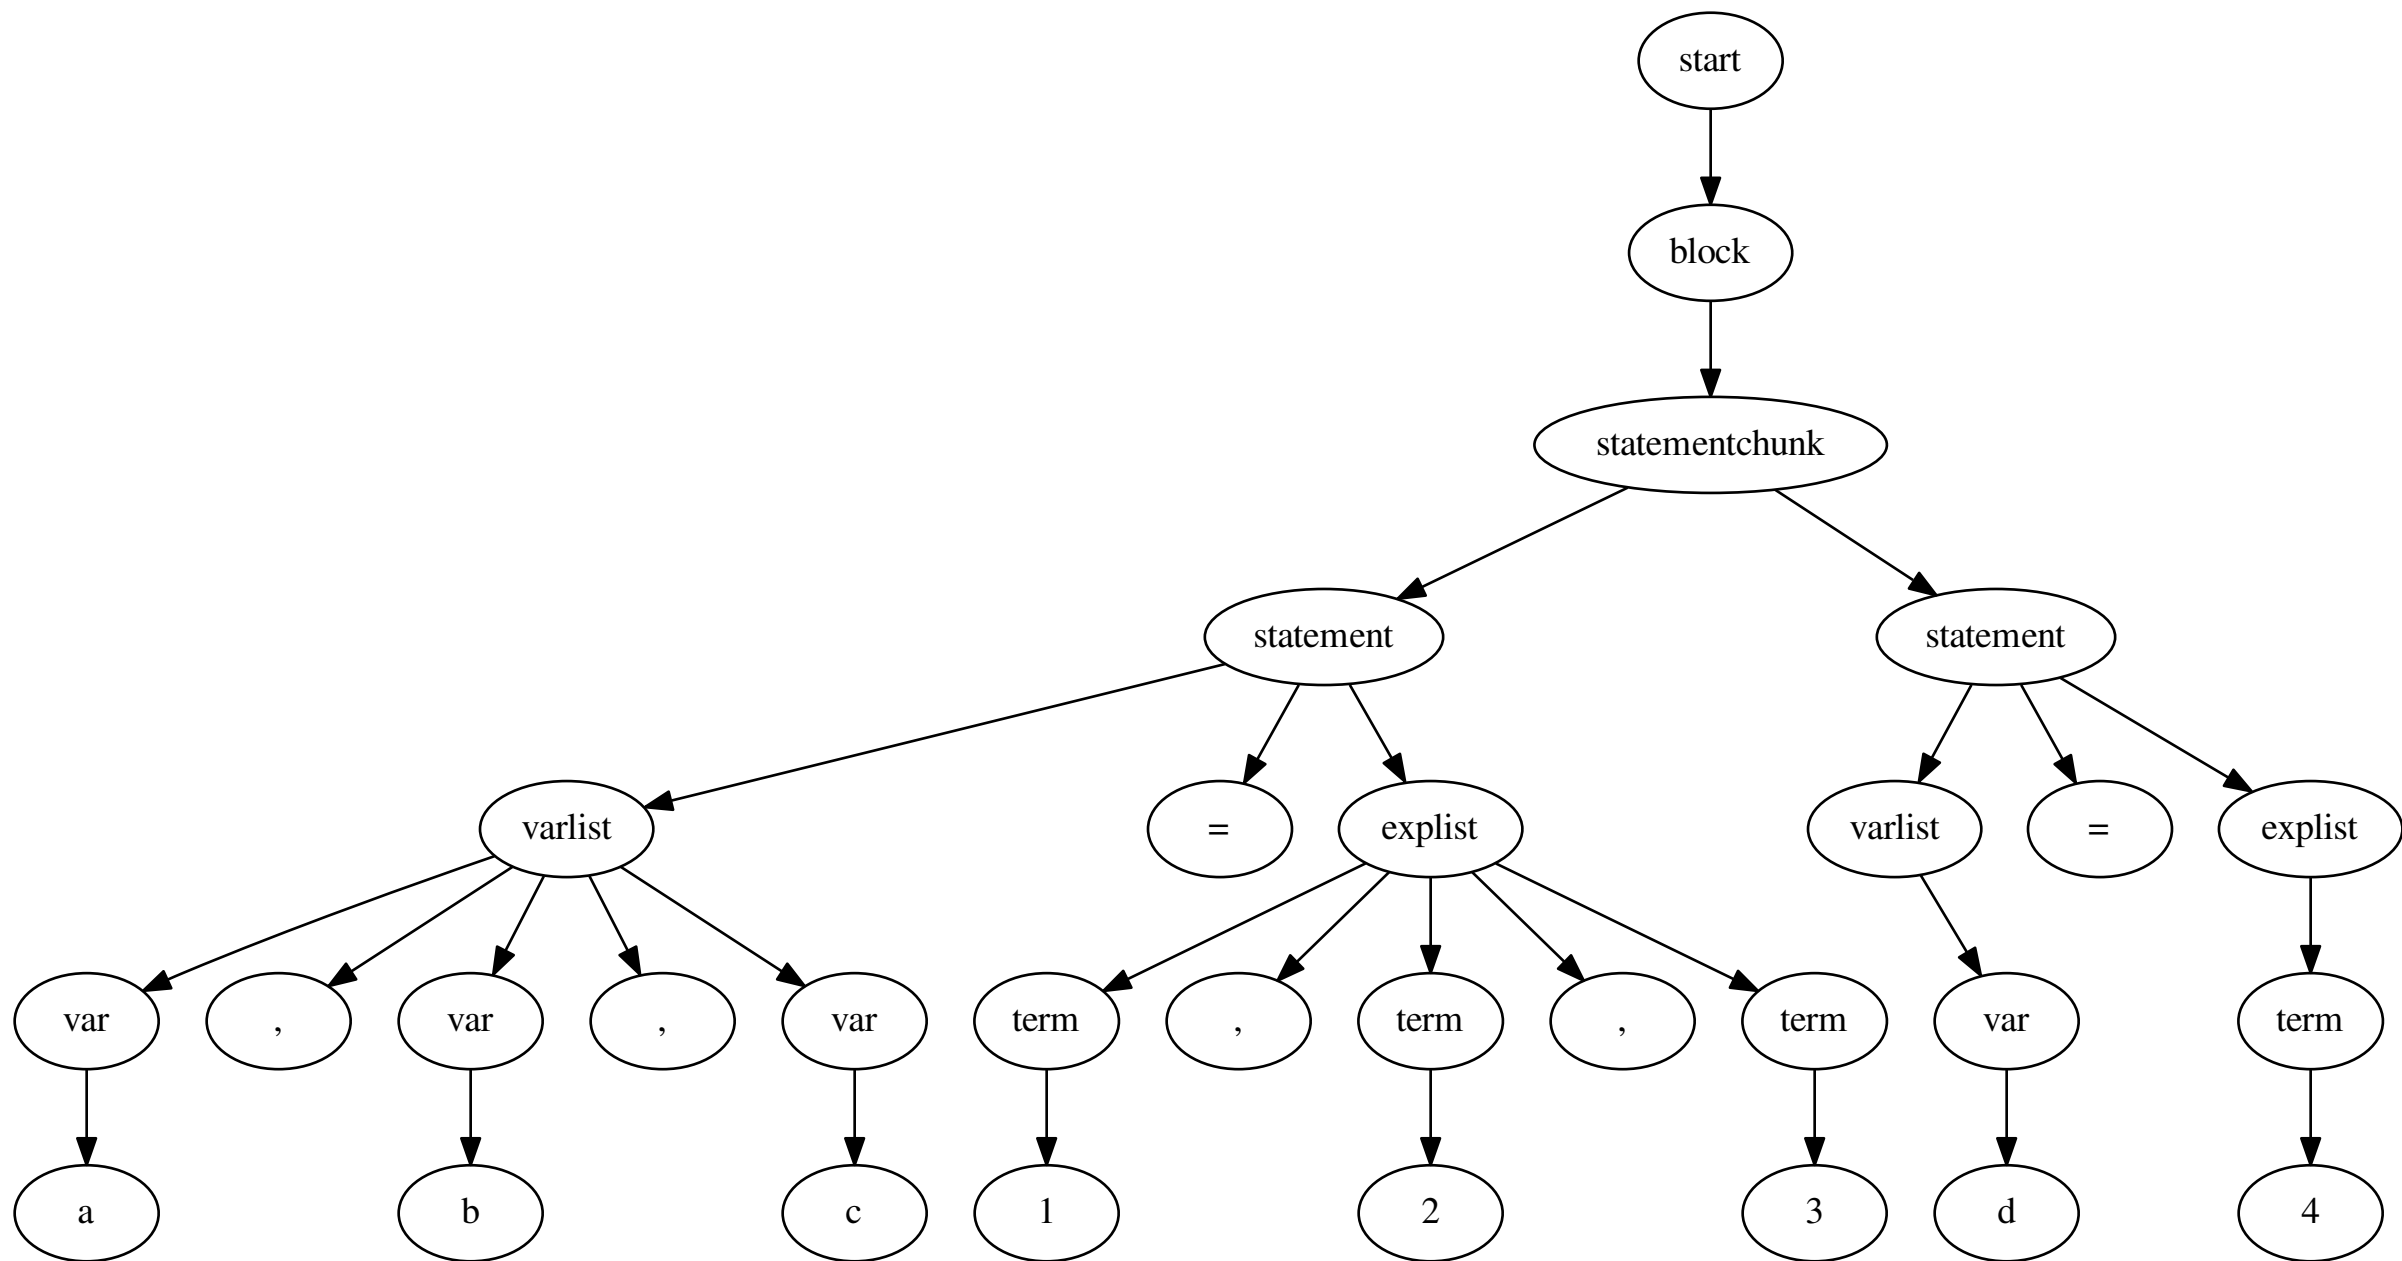 start
block
statementchunk
statement statement
varlist = explist varlist = explist
var , var , var term , term , term var term
a b c 1 2 3 d 4